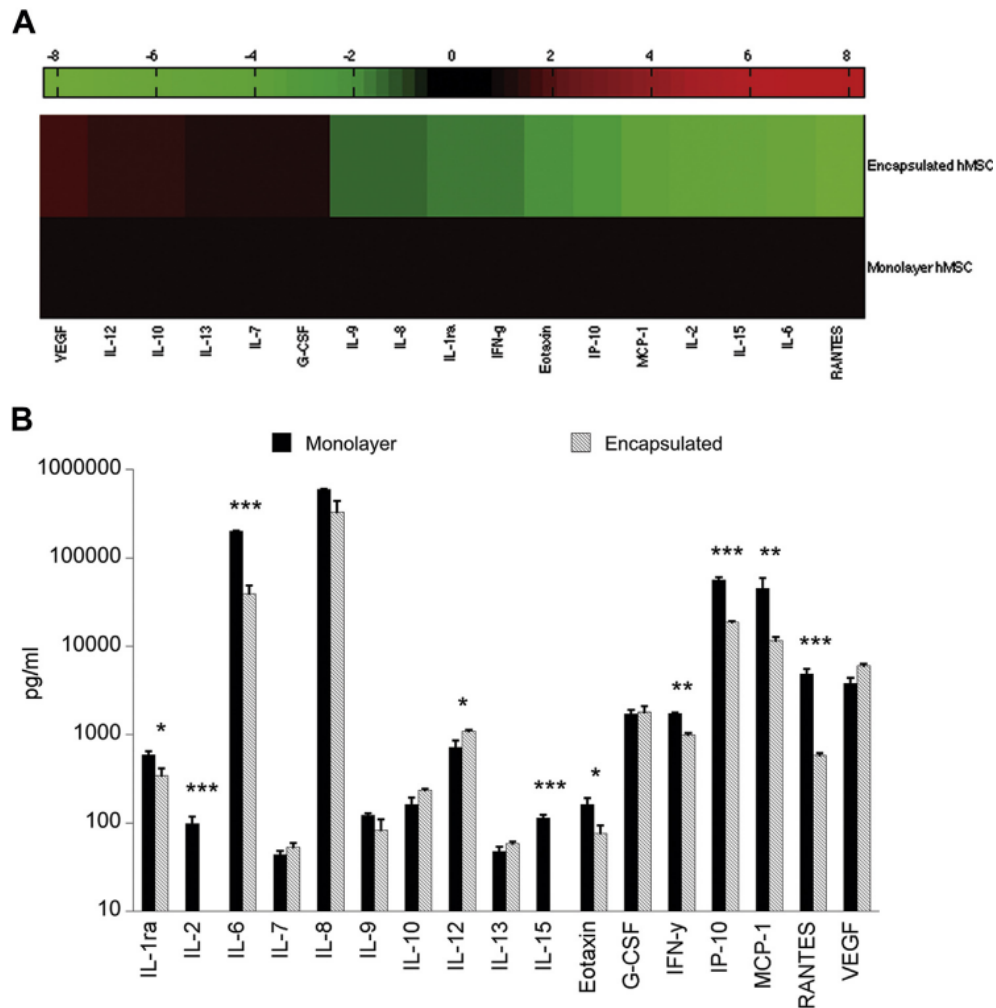 A
-8 -6 -4 -2 0 2 4 6 8
Encapsulated hMSC
Monolayer hMSC
VEGF IL-12 IL-10 IL-13 IL-7 G-CSF IL-9 IL-8 IL-1ra IFN-g Eotaxin IP-10 MCP-1 IL-2 IL-15 IL-6 RANTES
B
Monolayer Encapsulated
1000000
100000
10000
1000
100
10
pg/ml
* *** *** * *** * ** *** ** ***
IL-1ra IL-2 IL-6 IL-7 IL-8 IL-9 IL-10 IL-12 IL-13 IL-15 Eotaxin G-CSF IFN-y IP-10 MCP-1 RANTES VEGF